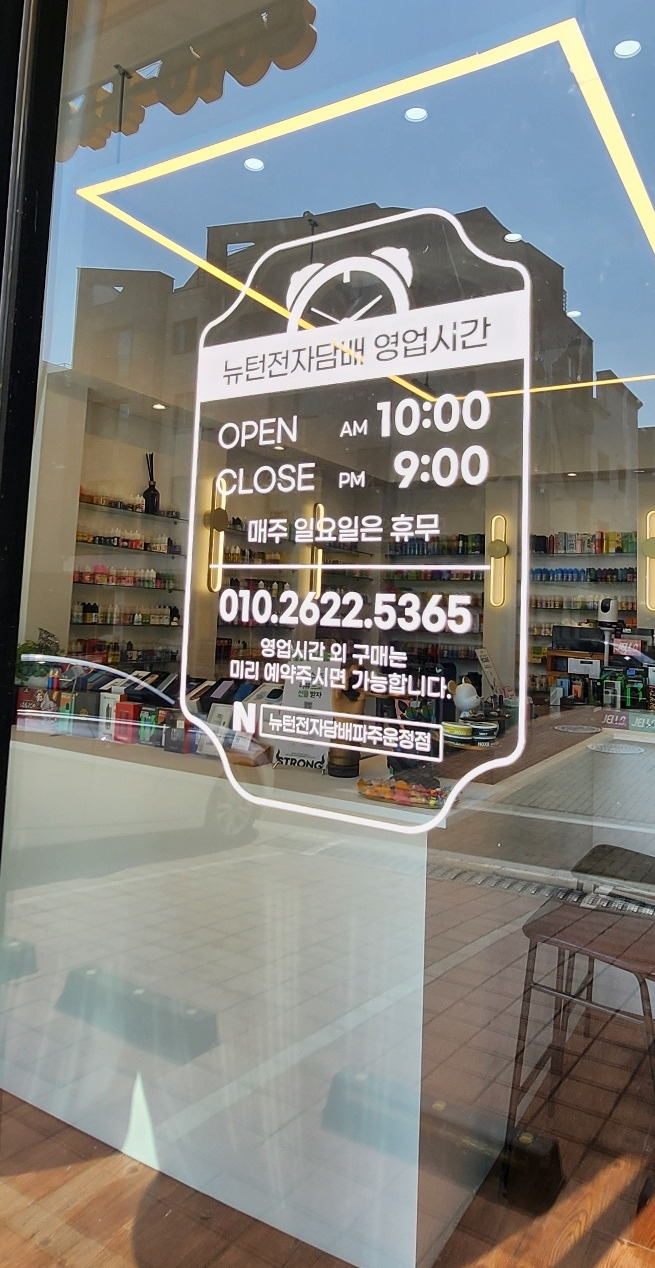 뉴턴전자담배 영업시간
OPEN AM 10:00
CLOSE PM 9:00
매주 일요일은 휴무
010.2622.5365
영업시간 외 구매는
미리 예약주시면 가능합니다.
N 뉴턴전자담배파주운정점
STRONG